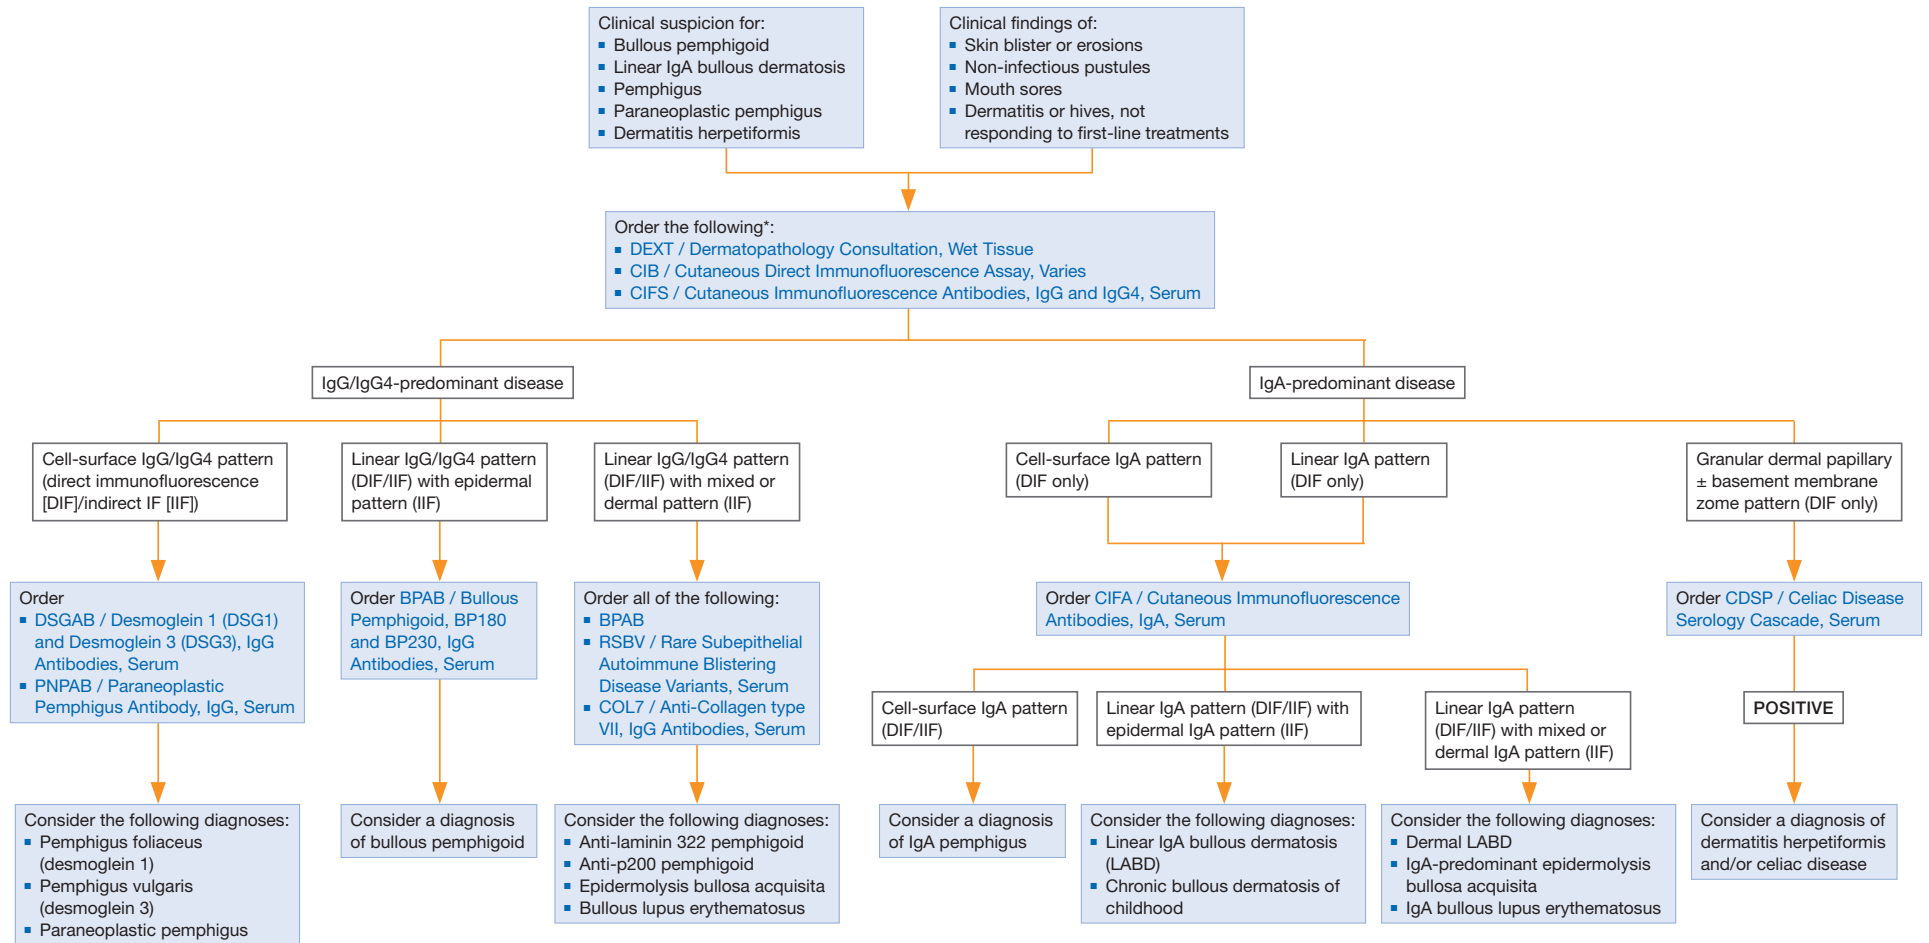 Clinical suspicion for:
▪ Bullous pemphigoid
▪ Linear IgA bullous dermatosis
▪ Pemphigus
▪ Paraneoplastic pemphigus
▪ Dermatitis herpetiformis
Clinical findings of:
▪ Skin blister or erosions
▪ Non-infectious pustules
▪ Mouth sores
▪ Dermatitis or hives, not
responding to first-line treatments
Order the following*:
▪ DEXT / Dermatopathology Consultation, Wet Tissue
▪ CIB / Cutaneous Direct Immunofluorescence Assay, Varies
▪ CIFS / Cutaneous Immunofluorescence Antibodies, IgG and IgG4, Serum
IgG/IgG4-predominant disease
IgA-predominant disease
Cell-surface IgG/IgG4 pattern
(direct immunofluorescence
[DIF]/indirect IF [IIF])
Linear IgG/IgG4 pattern
(DIF/IIF) with epidermal
pattern (IIF)
Linear IgG/IgG4 pattern
(DIF/IIF) with mixed or
dermal pattern (IIF)
Cell-surface IgA pattern
(DIF only)
Linear IgA pattern
(DIF only)
Granular dermal papillary
± basement membrane
zome pattern (DIF only)
Order
▪ DSGAB / Desmoglein 1 (DSG1)
and Desmoglein 3 (DSG3), IgG
Antibodies, Serum
▪ PNPAB / Paraneoplastic
Pemphigus Antibody, IgG, Serum
Order BPAB / Bullous
Pemphigoid, BP180
and BP230, IgG
Antibodies, Serum
Order all of the following:
▪ BPAB
▪ RSBV / Rare Subepithelial
Autoimmune Blistering
Disease Variants, Serum
▪ COL7 / Anti-Collagen type
VII, IgG Antibodies, Serum
Order CIFA / Cutaneous Immunofluorescence
Antibodies, IgA, Serum
Order CDSP / Celiac Disease
Serology Cascade, Serum
Cell-surface IgA pattern
(DIF/IIF)
Linear IgA pattern (DIF/IIF) with
epidermal IgA pattern (IIF)
Linear IgA pattern
(DIF/IIF) with mixed or
dermal IgA pattern (IIF)
POSITIVE
Consider the following diagnoses:
▪ Pemphigus foliaceus
(desmoglein 1)
▪ Pemphigus vulgaris
(desmoglein 3)
▪ Paraneoplastic pemphigus
Consider a diagnosis
of bullous pemphigoid
Consider the following diagnoses:
▪ Anti-laminin 322 pemphigoid
▪ Anti-p200 pemphigoid
▪ Epidermolysis bullosa acquisita
▪ Bullous lupus erythematosus
Consider a diagnosis
of IgA pemphigus
Consider the following diagnoses:
▪ Linear IgA bullous dermatosis
(LABD)
▪ Chronic bullous dermatosis of
childhood
Consider the following diagnoses:
▪ Dermal LABD
▪ IgA-predominant epidermolysis
bullosa acquisita
▪ IgA bullous lupus erythematosus
Consider a diagnosis of
dermatitis herpetiformis
and/or celiac disease